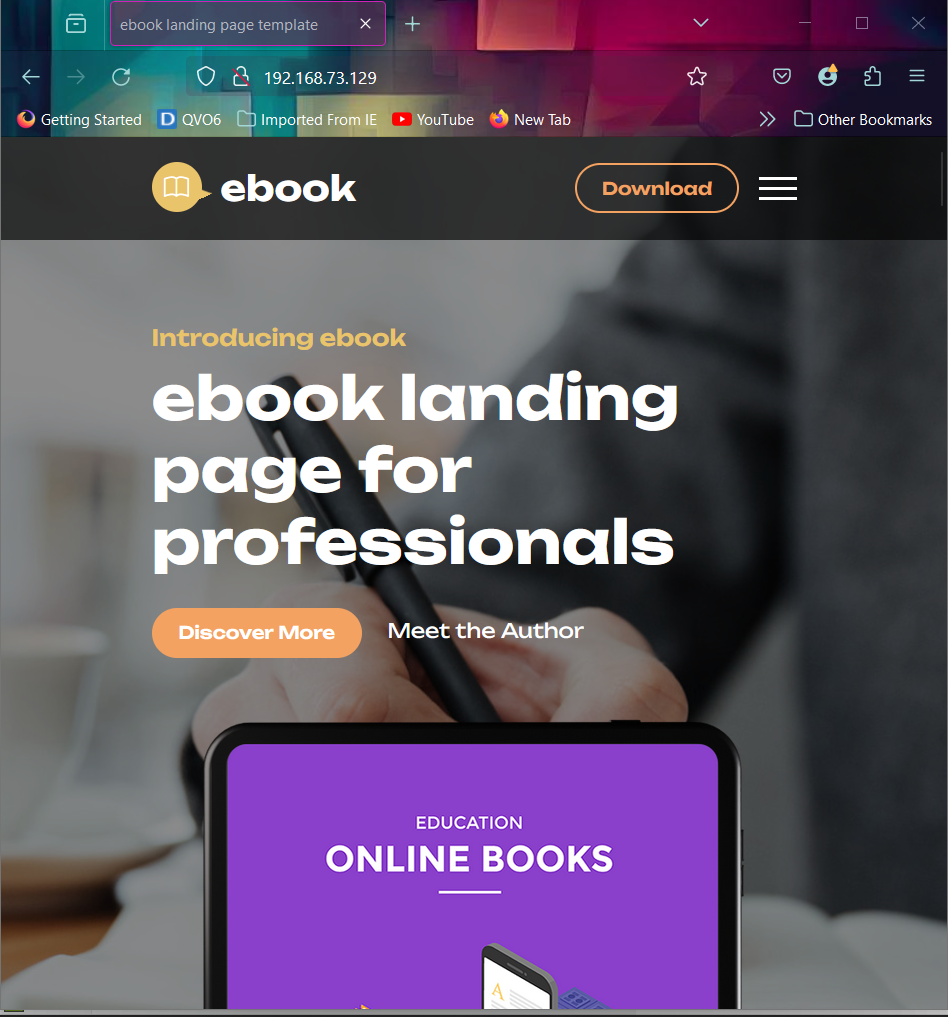 ebook landing page template
192.168.73.129
Getting Started
QVO6
Imported From IE
YouTube
New Tab
Other Bookmarks
ebook
Download
Introducing ebook
ebook landing
page for
professionals
Discover More
Meet the Author
EDUCATION
ONLINE BOOKS
A